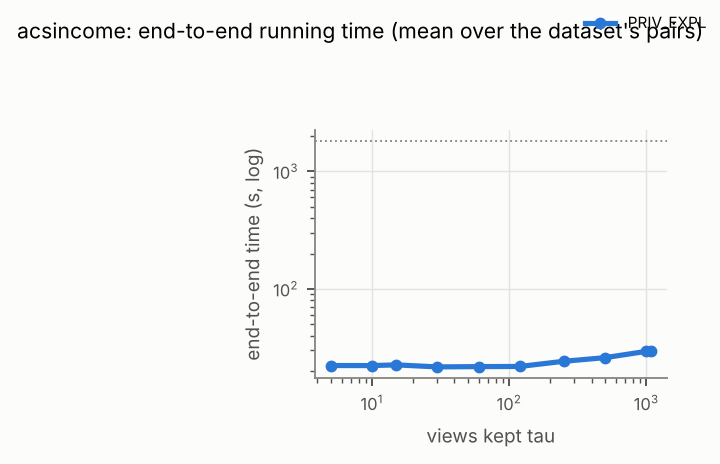 PRIV_EXPL
acsincome: end-to-end running time (mean over the dataset's pairs)
end-to-end time (s, log)
10³
10²
10¹ 10² 10³
views kept tau